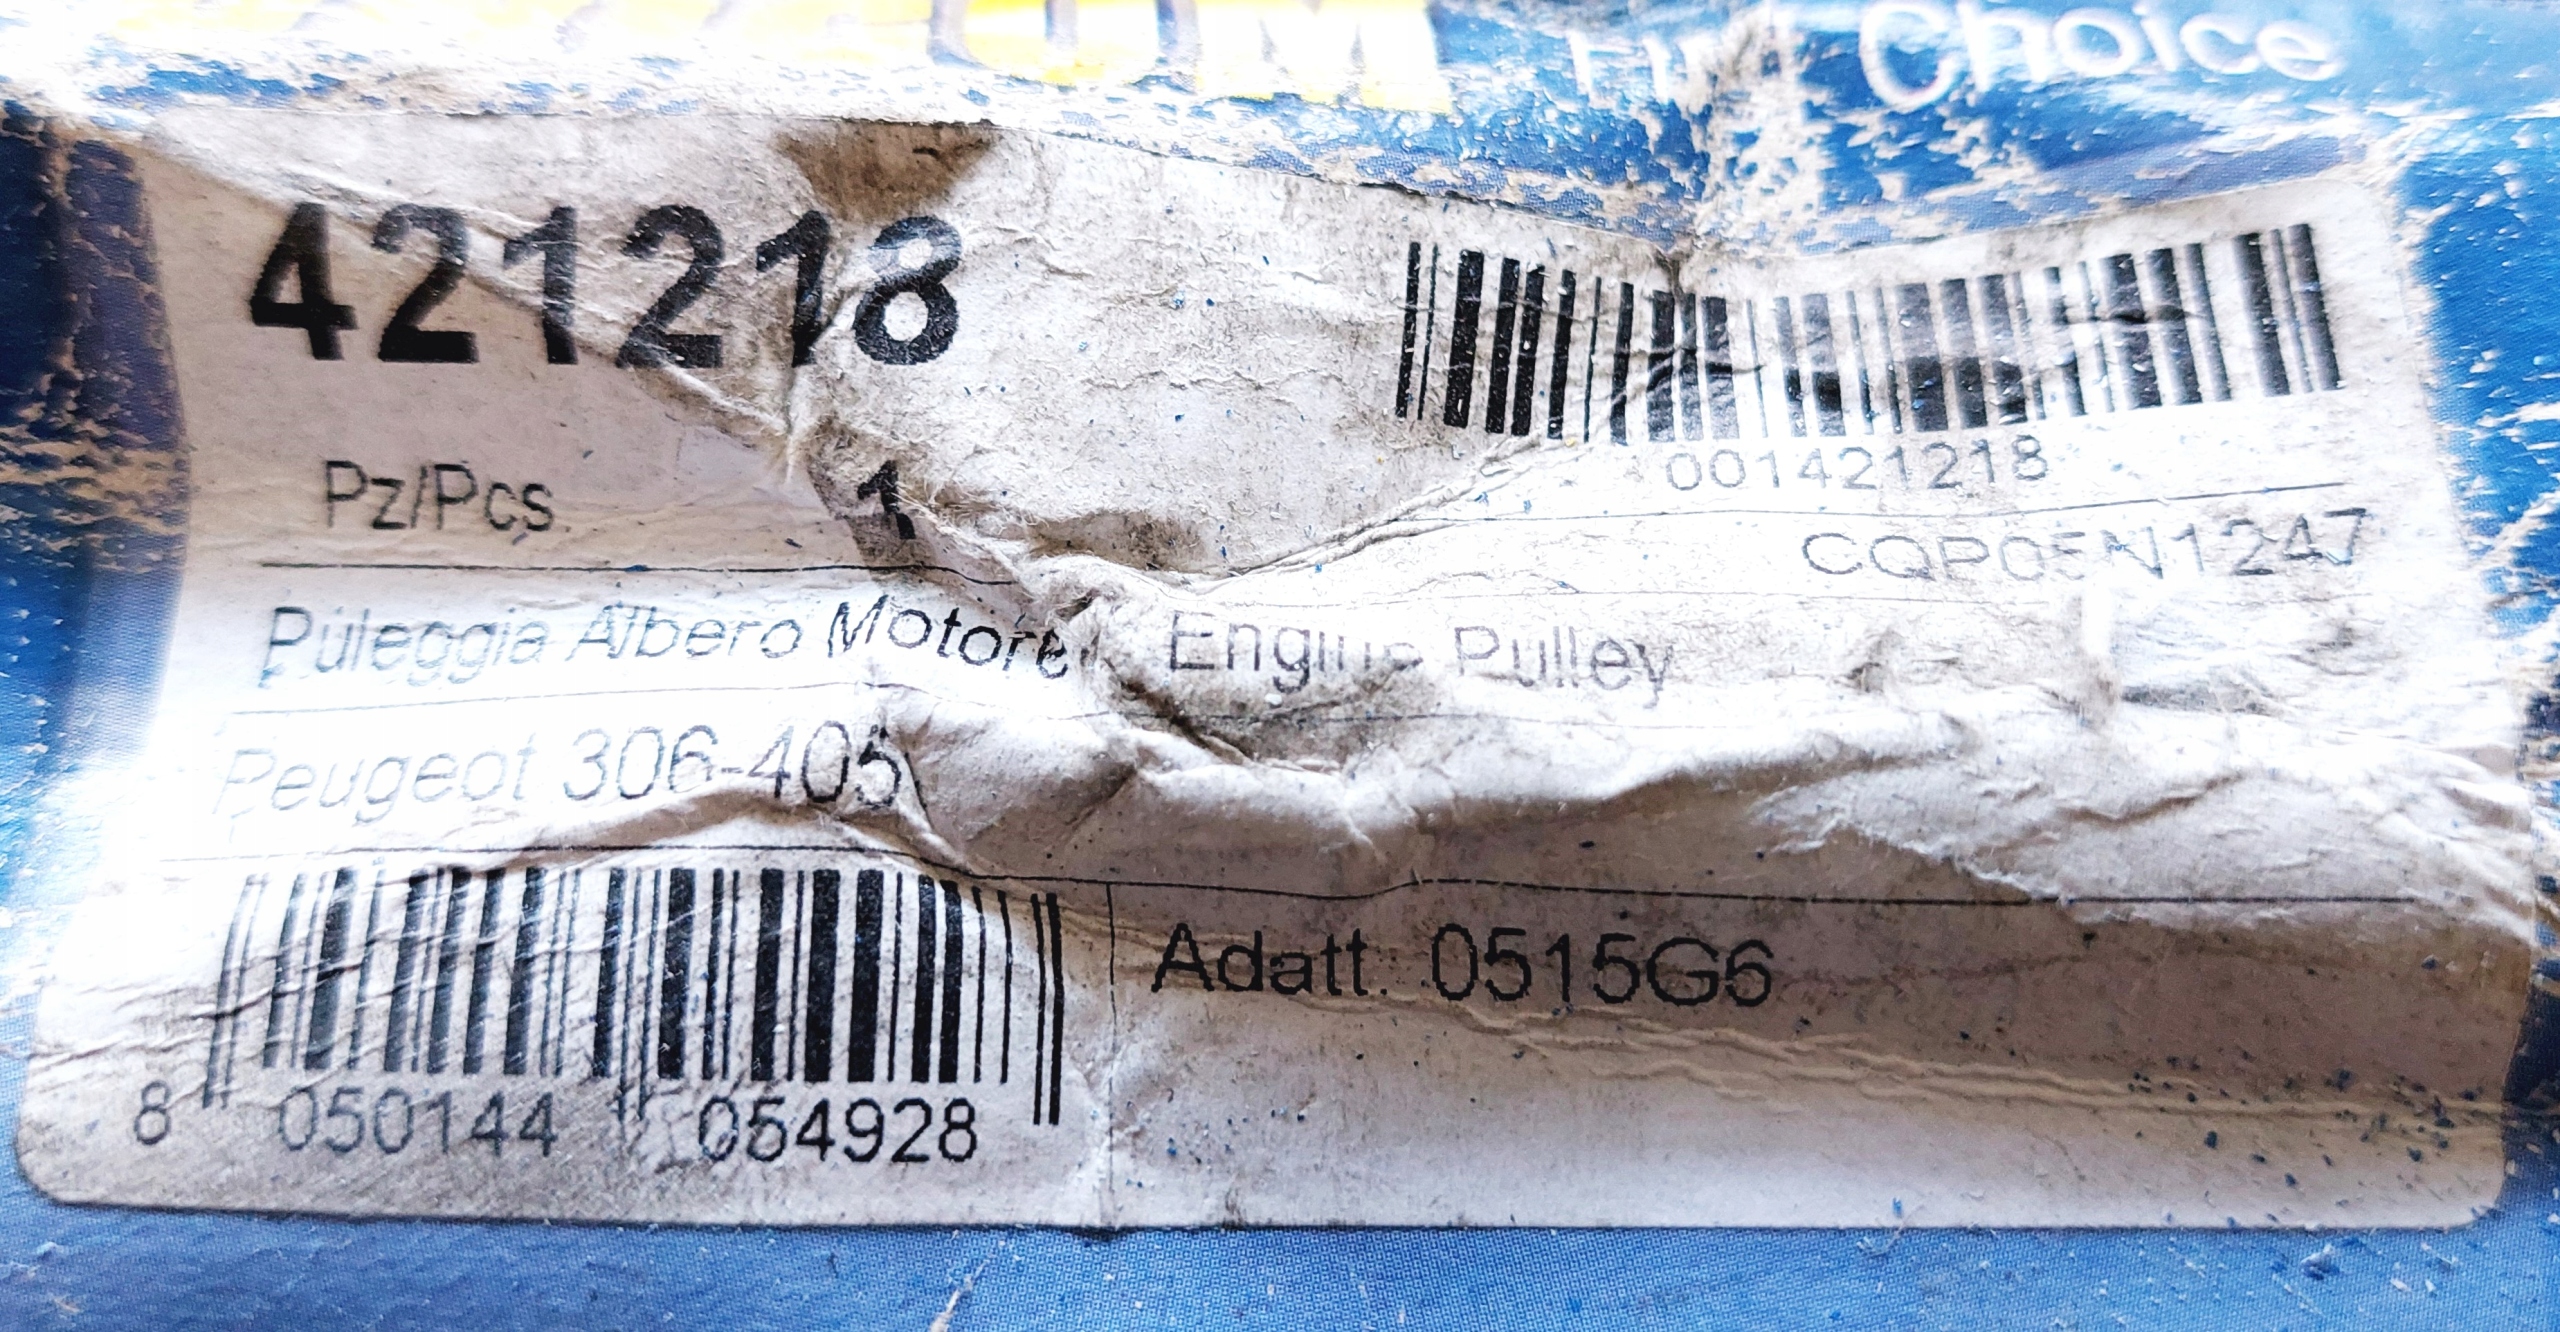 Choice
421218
001421218
Pz/Pcs 1
CQP05N1247
Puleggia Albero Motore Engine Pulley
Peugeot 306-405
Adatt. 0515G6
8 050144 054928